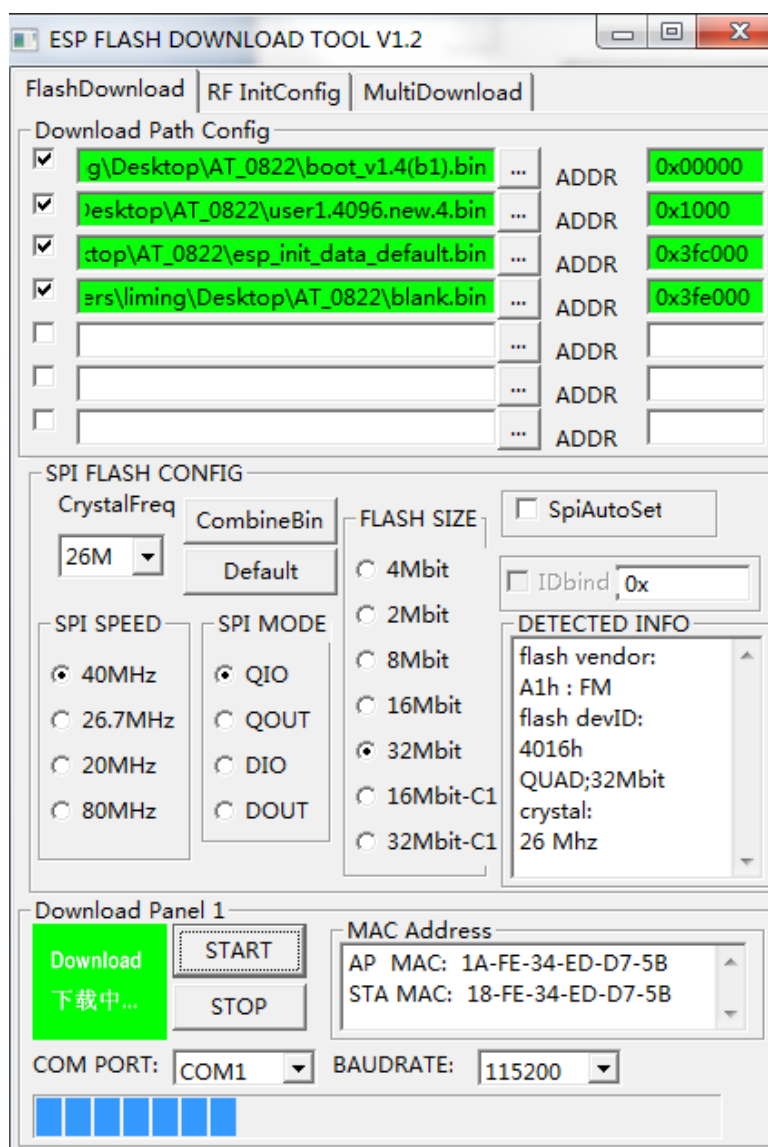 ESP FLASH DOWNLOAD TOOL V1.2
FlashDownload RF InitConfig MultiDownload
Download Path Config
g\Desktop\AT_0822\boot_v1.4(b1).bin ... ADDR 0x00000
Desktop\AT_0822\user1.4096.new.4.bin ... ADDR 0x1000
top\AT_0822\esp_init_data_default.bin ... ADDR 0x3fc000
ers\liming\Desktop\AT_0822\blank.bin ... ADDR 0x3fe000
... ADDR
... ADDR
... ADDR
SPI FLASH CONFIG
CrystalFreq
26M
CombineBin
Default
SPI SPEED
40MHz
26.7MHz
20MHz
80MHz
SPI MODE
QIO
QOUT
DIO
DOUT
FLASH SIZE
4Mbit
2Mbit
8Mbit
16Mbit
32Mbit
16Mbit-C1
32Mbit-C1
SpiAutoSet
IDbind 0x
DETECTED INFO
flash vendor:
A1h : FM
flash devID:
4016h
QUAD;32Mbit
crystal:
26 Mhz
Download Panel 1
Download
下载中...
START
STOP
MAC Address
AP MAC: 1A-FE-34-ED-D7-5B
STA MAC: 18-FE-34-ED-D7-5B
COM PORT: COM1 BAUDRATE: 115200